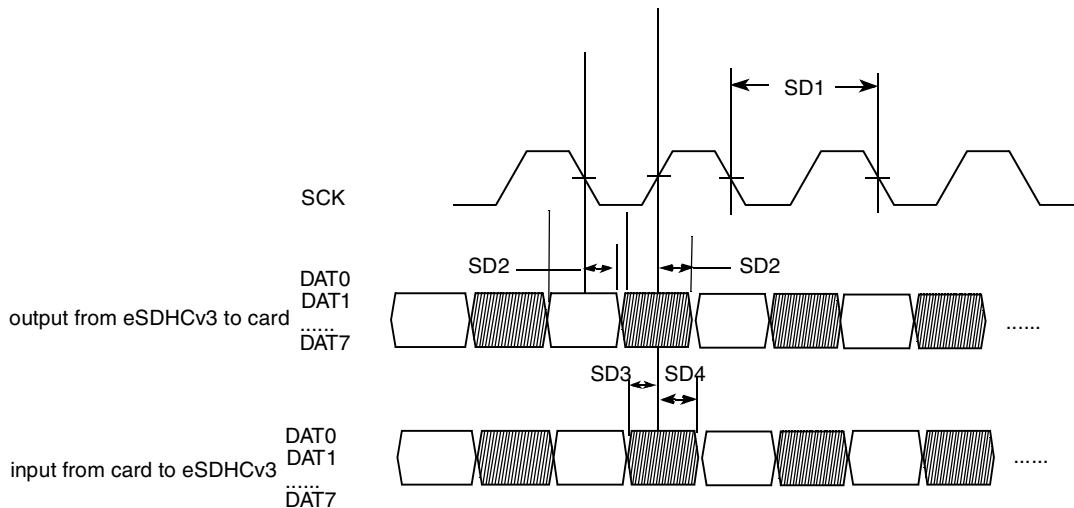 SD1
SCK
SD2
SD2
DAT0
DAT1
output from eSDHCv3 to card
......
DAT7
......
SD3
SD4
DAT0
DAT1
input from card to eSDHCv3
......
DAT7
......